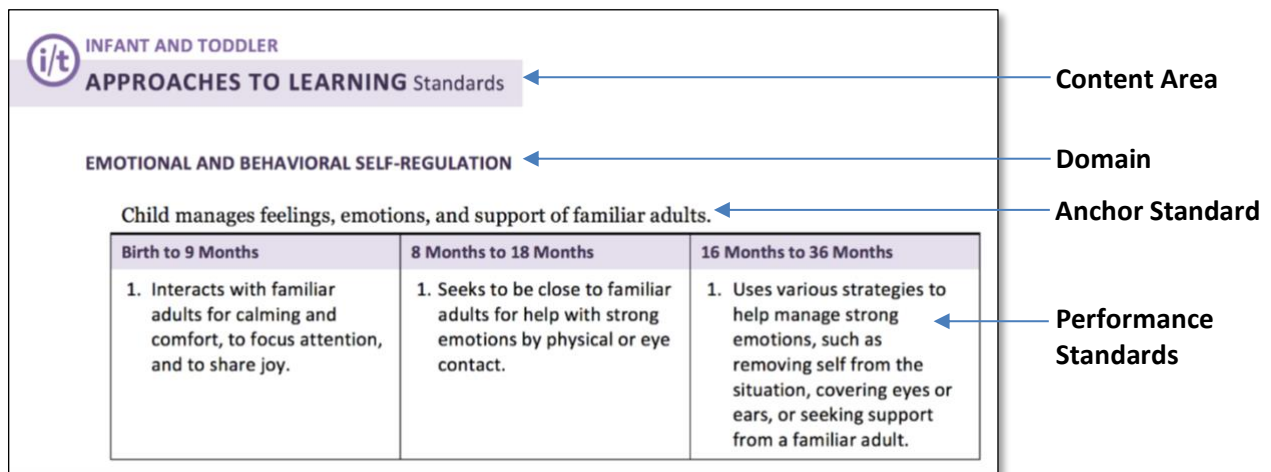 i/t
INFANT AND TODDLER
APPROACHES TO LEARNING Standards
Content Area
EMOTIONAL AND BEHAVIORAL SELF-REGULATION
Domain
Child manages feelings, emotions, and support of familiar adults.
Anchor Standard
Birth to 9 Months
8 Months to 18 Months
16 Months to 36 Months
1. Interacts with familiar
adults for calming and
comfort, to focus attention,
and to share joy.
1. Seeks to be close to familiar
adults for help with strong
emotions by physical or eye
contact.
1. Uses various strategies to
help manage strong
emotions, such as
removing self from the
situation, covering eyes or
ears, or seeking support
from a familiar adult.
Performance
Standards